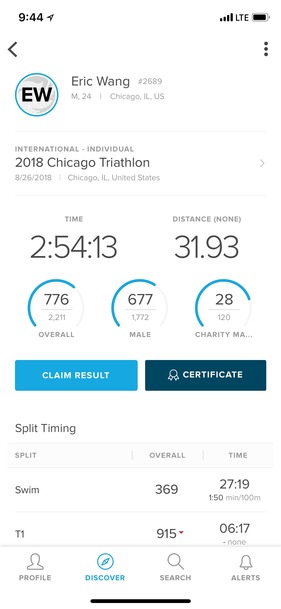 9:44
LTE
EW
Eric Wang #2689
M, 24 | Chicago, IL, US
INTERNATIONAL - INDIVIDUAL
2018 Chicago Triathlon
8/26/2018 | Chicago, IL, United States
TIME
DISTANCE (NONE)
2:54:13
31.93
776
2,211
OVERALL
677
1,772
MALE
28
120
CHARITY MA...
CLAIM RESULT
CERTIFICATE
Split Timing
SPLIT | OVERALL | TIME
Swim 369 27:19
1:50 min/100m
T1 915 06:17
- none
PROFILE
DISCOVER
SEARCH
ALERTS